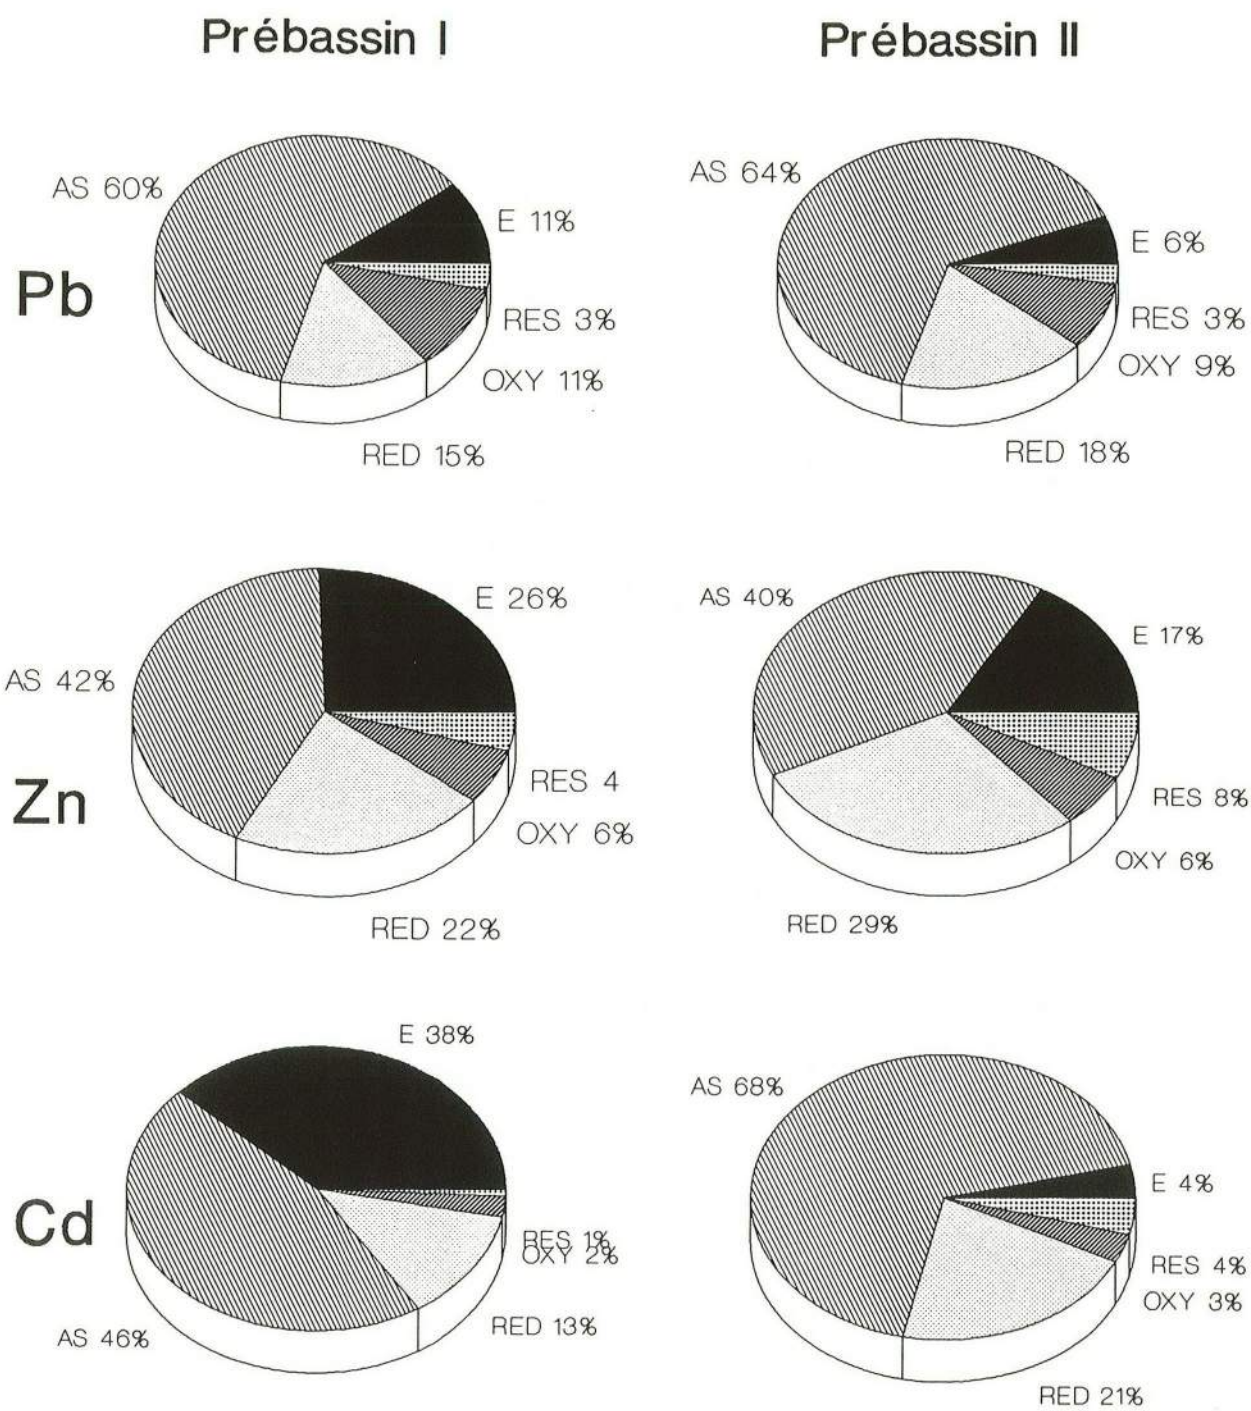 Prébassin I
Prébassin II
Pb
AS 60%
E 11%
RES 3%
OXY 11%
RED 15%
AS 64%
E 6%
RES 3%
OXY 9%
RED 18%
Zn
E 26%
AS 42%
RES 4
OXY 6%
RED 22%
AS 40%
E 17%
RES 8%
OXY 6%
RED 29%
Cd
E 38%
RES 1%
OXY 2%
RED 13%
AS 46%
AS 68%
E 4%
RES 4%
OXY 3%
RED 21%